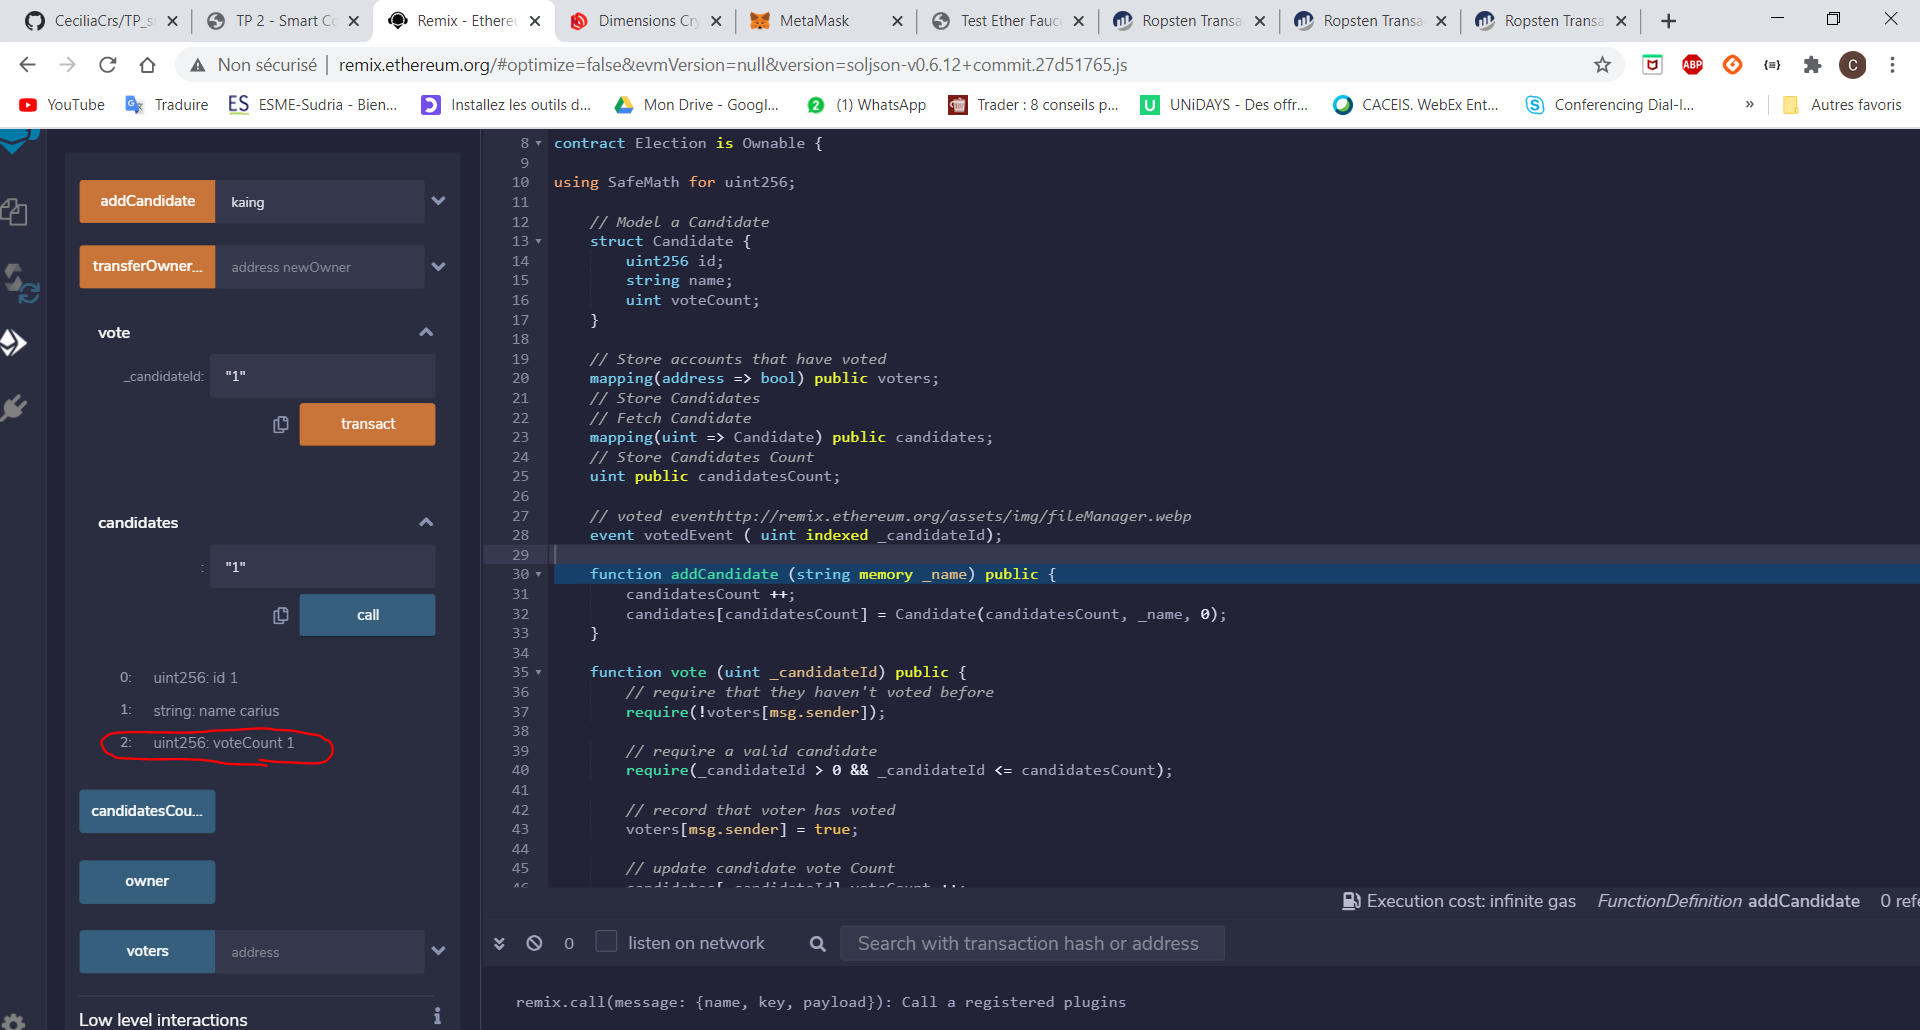 CeciliaCrs/TP_s
TP 2 - Smart Co
Remix - Ethereu
Dimensions Cry
MetaMask
Test Ether Fauc
Ropsten Transa
Ropsten Transa
Ropsten Transa
Non sécurisé | remix.ethereum.org/#optimize=false&evmVersion=null&version=soljson-v0.6.12+commit.27d51765.js
ABP
C
YouTube
Traduire
ES ESME-Sudria - Bien...
Installez les outils d...
Mon Drive - Googl...
2 (1) WhatsApp
Trader : 8 conseils p...
U UNiDAYS - Des offr...
CACEIS. WebEx Ent...
S Conferencing Dial-I...
»
Autres favoris
addCandidate
kaing
transferOwner...
address newOwner
vote
_candidateId:
"1"
transact
candidates
:
"1"
call
0: uint256: id 1
1: string: name carius
2: uint256: voteCount 1
candidatesCou...
owner
voters
address
Low level interactions
i
8 contract Election is Ownable {
9
10 using SafeMath for uint256;
11
12 // Model a Candidate
13 struct Candidate {
14 uint256 id;
15 string name;
16 uint voteCount;
17 }
18
19 // Store accounts that have voted
20 mapping(address => bool) public voters;
21 // Store Candidates
22 // Fetch Candidate
23 mapping(uint => Candidate) public candidates;
24 // Store Candidates Count
25 uint public candidatesCount;
26
27 // voted eventhttp://remix.ethereum.org/assets/img/fileManager.webp
28 event votedEvent ( uint indexed _candidateId);
29
30 function addCandidate (string memory _name) public {
31 candidatesCount ++;
32 candidates[candidatesCount] = Candidate(candidatesCount, _name, 0);
33 }
34
35 function vote (uint _candidateId) public {
36 // require that they haven't voted before
37 require(!voters[msg.sender]);
38
39 // require a valid candidate
40 require(_candidateId > 0 && _candidateId <= candidatesCount);
41
42 // record that voter has voted
43 voters[msg.sender] = true;
44
45 // update candidate vote Count
Execution cost: infinite gas FunctionDefinition addCandidate 0 refe
0
listen on network
Search with transaction hash or address
remix.call(message: {name, key, payload}): Call a registered plugins